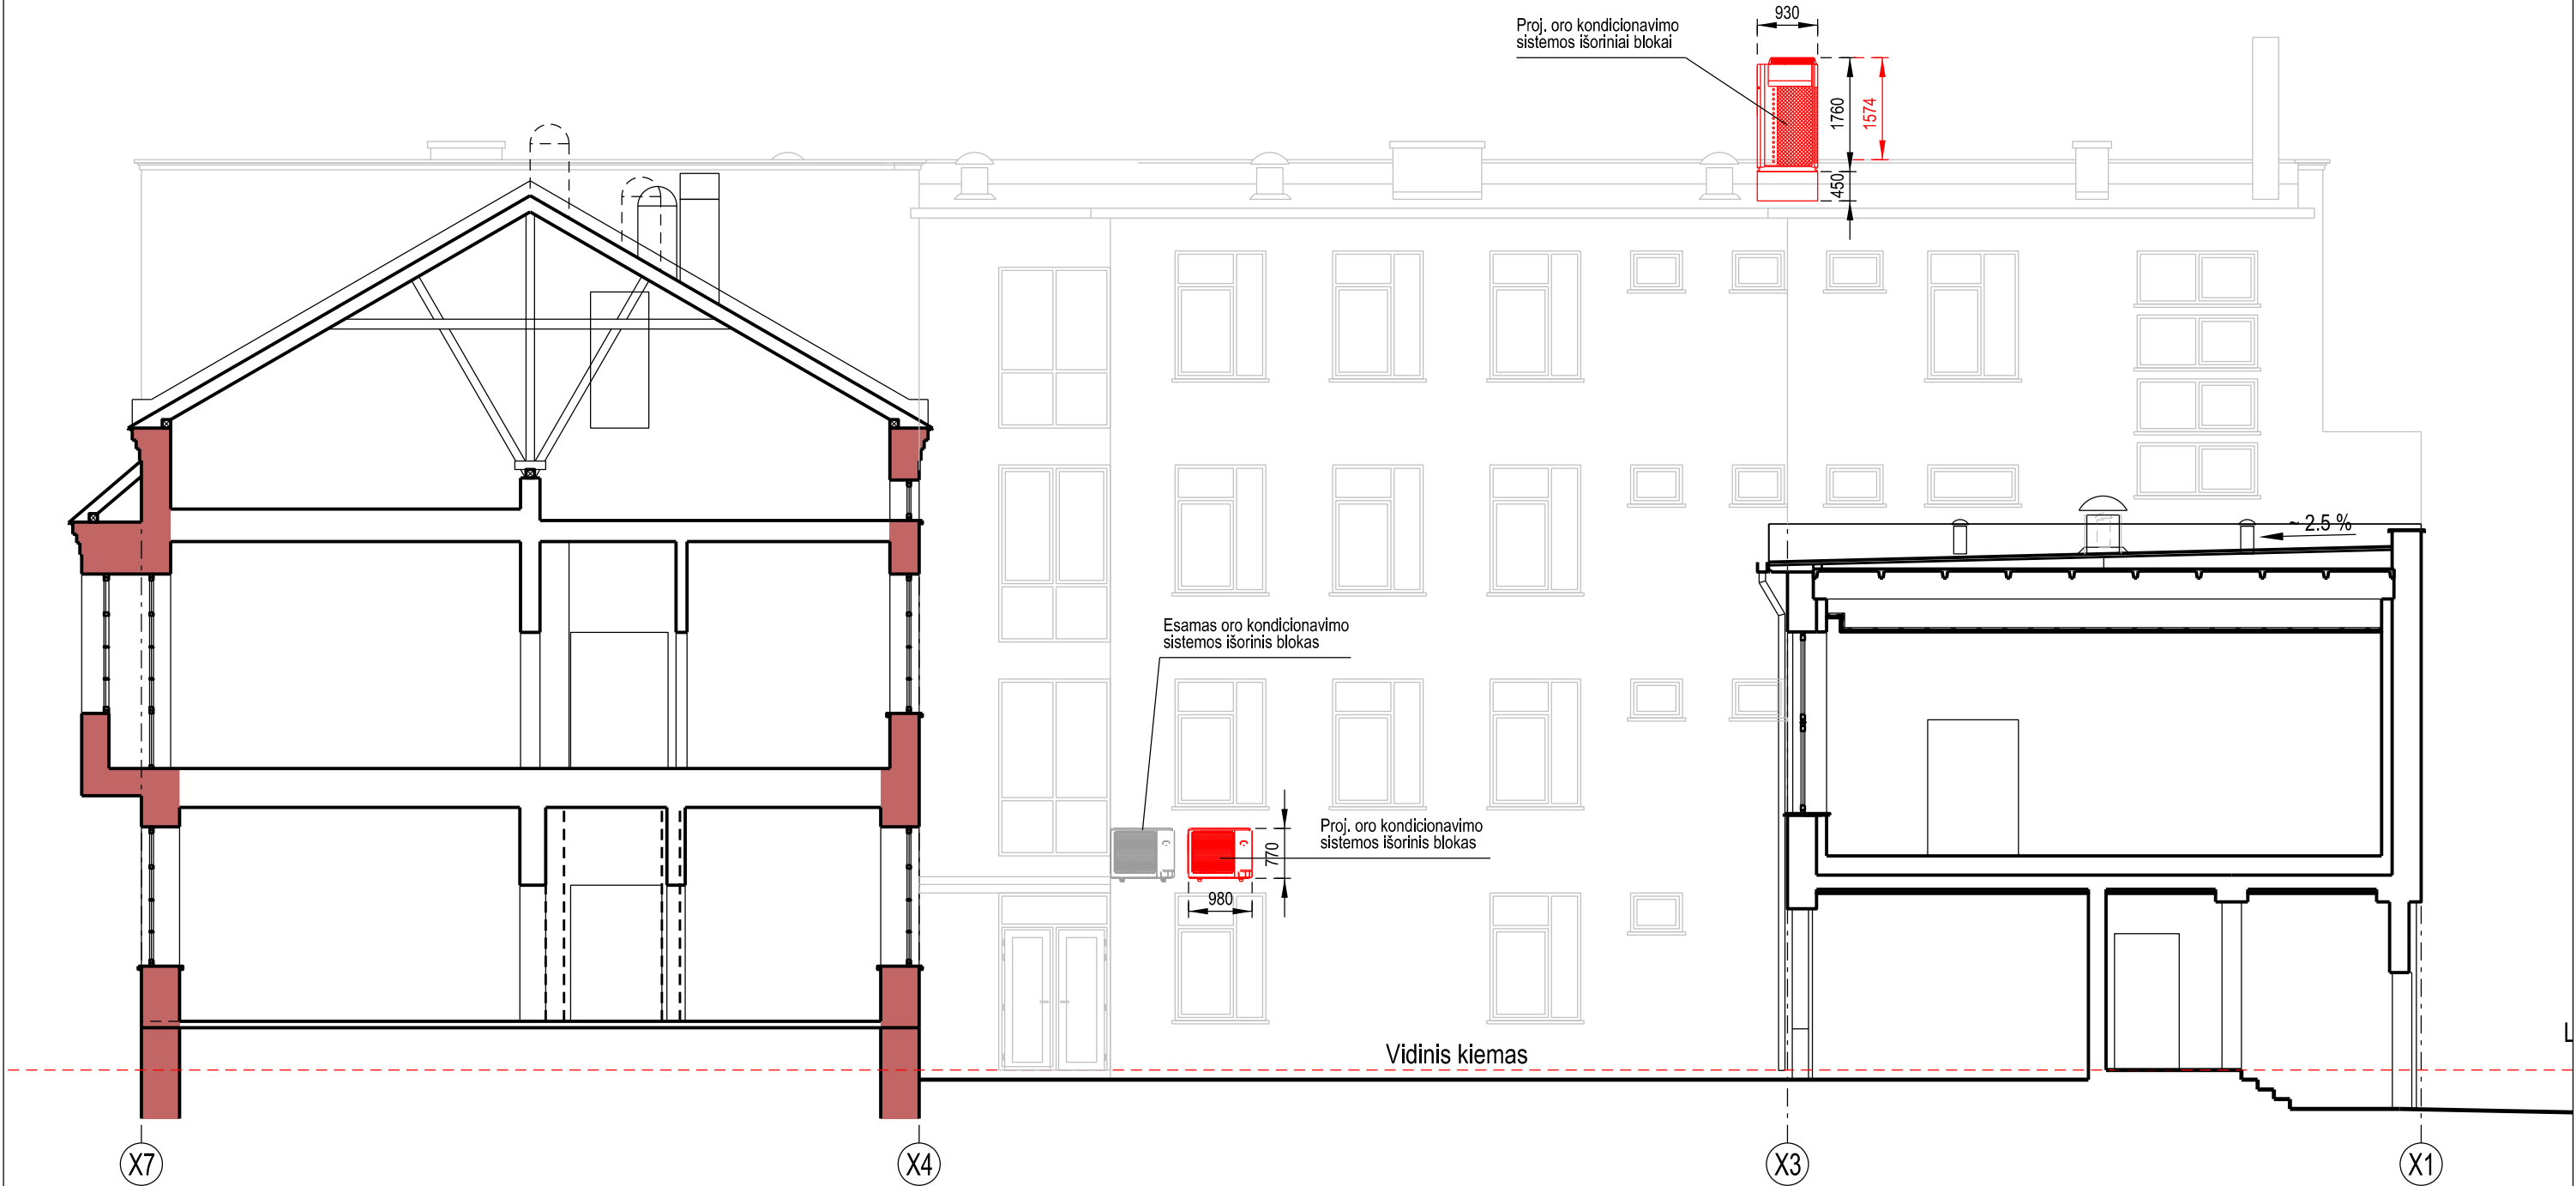 930
Proj. oro kondicionavimo
sistemos išoriniai blokai
1760
1574
450
~ 2.5 %
Esamas oro kondicionavimo
sistemos išorinis blokas
Proj. oro kondicionavimo
sistemos išorinis blokas
770
980
Vidinis kiemas
X7
X4
X3
X1